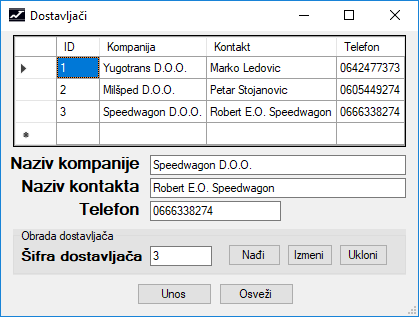 Dostavljači
ID Kompanija Kontakt Telefon
1 Yugotrans D.O.O. Marko Ledovic 0642477373
2 Milšped D.O.O. Petar Stojanovic 0605449274
3 Speedwagon D.O.O. Robert E.O. Speedwagon 0666338274
Naziv kompanije Speedwagon D.O.O.
Naziv kontakta Robert E.O. Speedwagon
Telefon 0666338274
Obrada dostavljača
Šifra dostavljača 3 Nađi Izmeni Ukloni
Unos Osveži